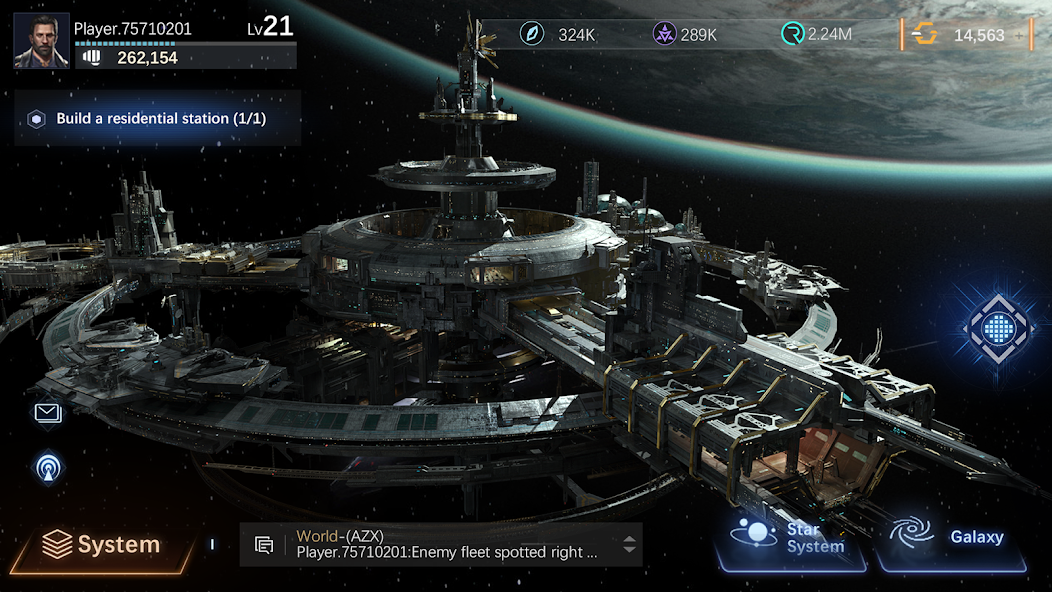 Player.75710201 Lv21
262,154
324K 289K 2.24M 14,563 +
Build a residential station (1/1)
System
World-(AZX)
Player.75710201:Enemy fleet spotted right ...
Star
System
Galaxy